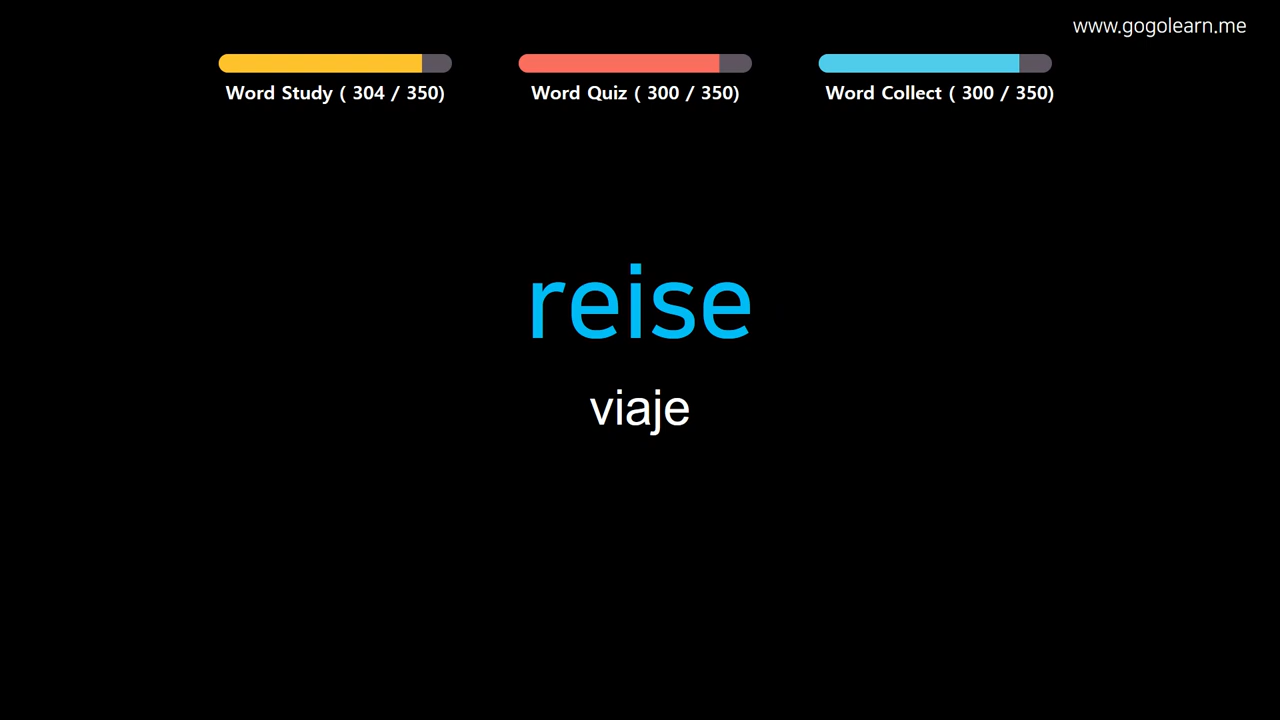 www.gogolearn.me
Word Study ( 304 / 350)
Word Quiz ( 300 / 350)
Word Collect ( 300 / 350)
reise
viaje